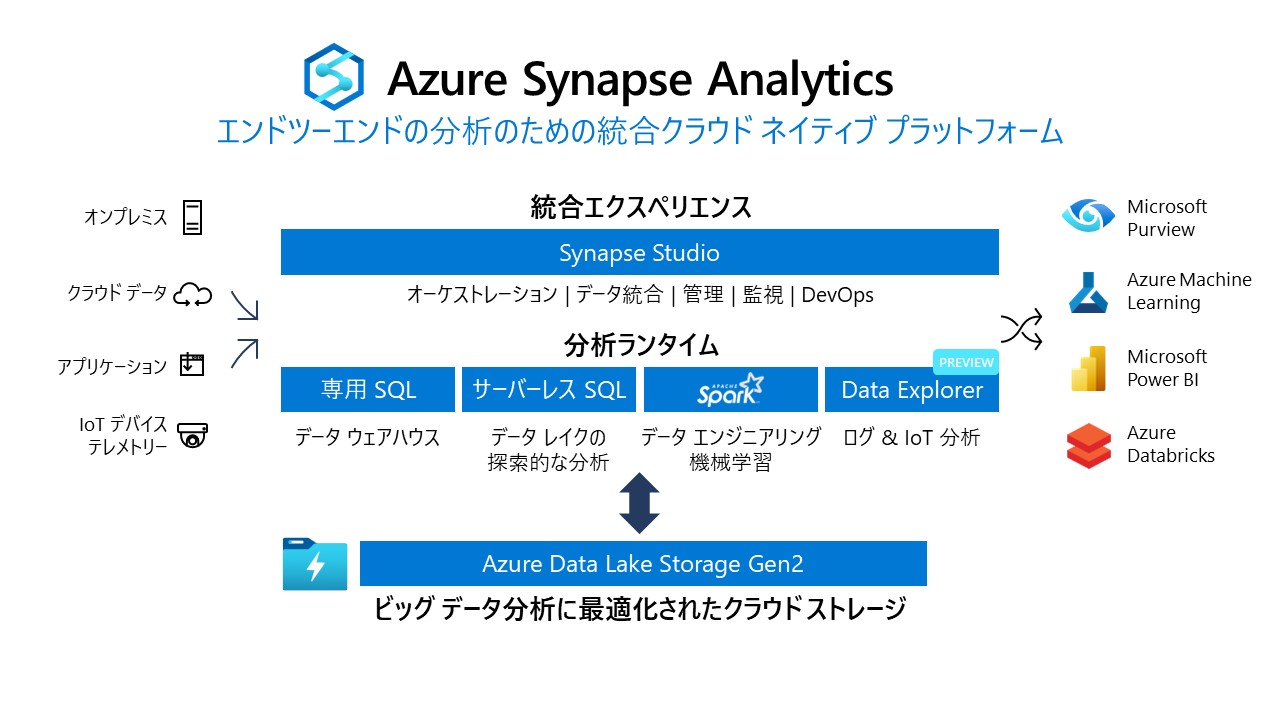 Azure Synapse Analytics
エンドツーエンドの分析のための統合クラウド ネイティブ プラットフォーム
オンプレミス
クラウド データ
アプリケーション
IoT デバイス
テレメトリー
統合エクスペリエンス
Synapse Studio
オーケストレーション | データ統合 | 管理 | 監視 | DevOps
分析ランタイム
PREVIEW
専用 SQL
サーバーレス SQL
APACHE
Spark
Data Explorer
データ ウェアハウス
データ レイクの
探索的な分析
データ エンジニアリング
機械学習
ログ & IoT 分析
Azure Data Lake Storage Gen2
ビッグ データ分析に最適化されたクラウド ストレージ
Microsoft
Purview
Azure Machine
Learning
Microsoft
Power BI
Azure
Databricks